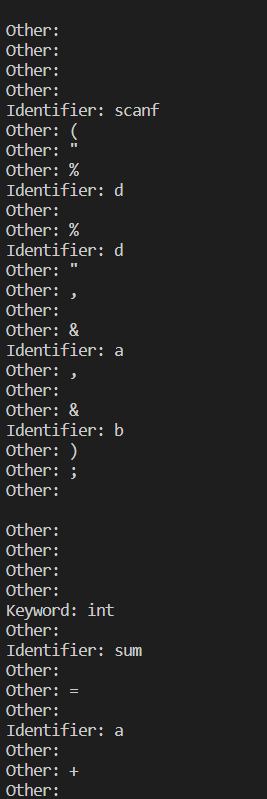 Other:
Other:
Other:
Other:
Identifier: scanf
Other: (
Other: "
Other: %
Identifier: d
Other:
Other: %
Identifier: d
Other: "
Other: ,
Other:
Other: &
Identifier: a
Other: ,
Other:
Other: &
Identifier: b
Other: )
Other: ;
Other:

Other:
Other:
Other:
Other:
Keyword: int
Other:
Identifier: sum
Other:
Other: =
Other:
Identifier: a
Other:
Other: +
Other: